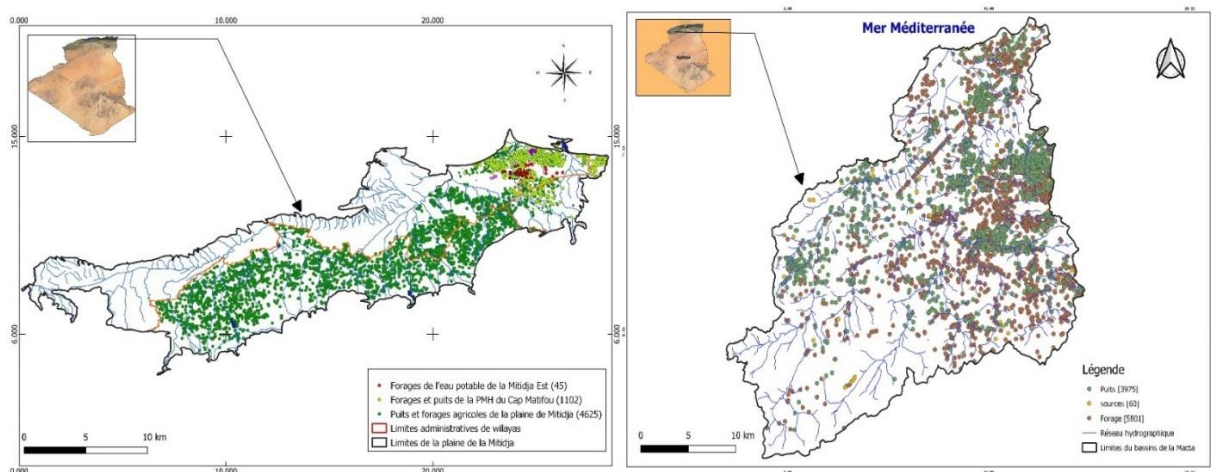 0.000 10.000 20.000
15.000 15.000
6.000 6.000
N
E
S
Forages de l'eau potable de la Mitidja Est (45)
Forages et puits de la PMH du Cap Matifou (1102)
Puits et forages agricoles de la plaine de Mitidja (4625)
Limites administratives de wilayas
Limites de la plaine de la Mitidja
0 5 10 km
0.000 10.000 20.000
Mer Méditerranée
Légende
Puits [3975]
sources [60]
Forage [5801]
Réseau hydrographique
Limites du bassins de la Macta
0 5 10 km